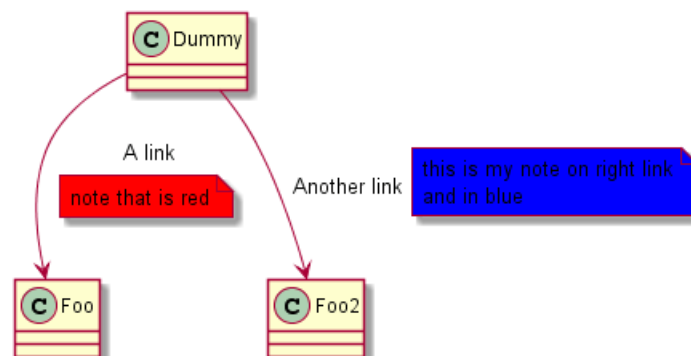 C Dummy
A link
note that is red
Another link
this is my note on right link
and in blue
C Foo
C Foo2